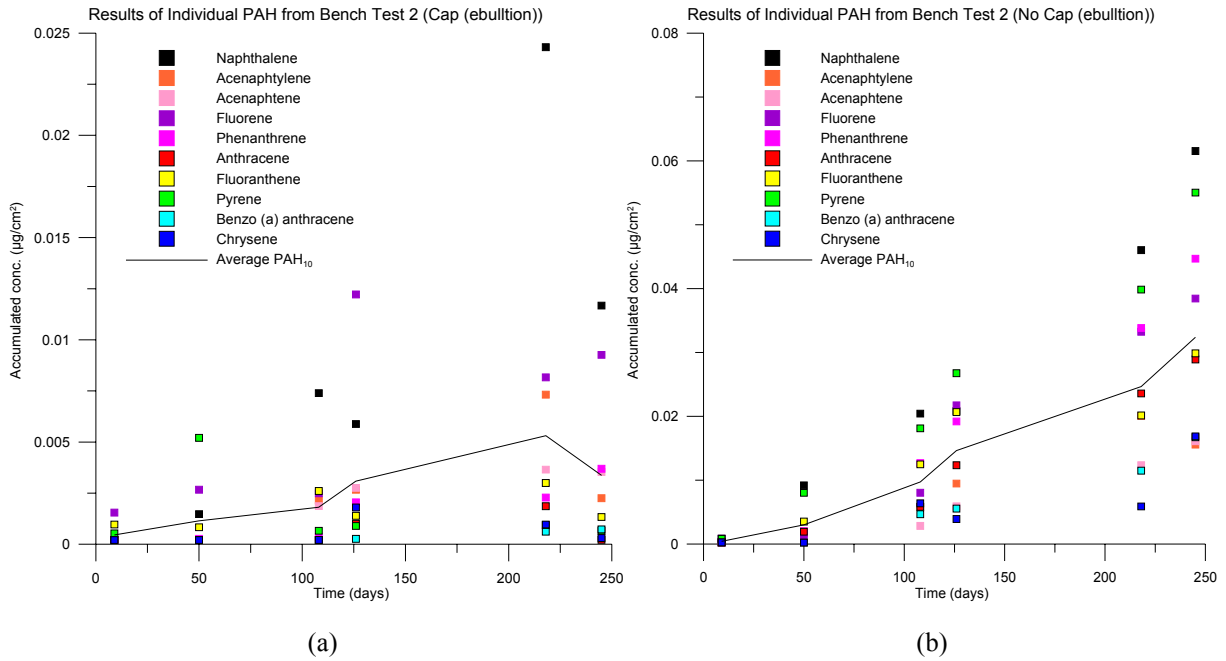 Results of Individual PAH from Bench Test 2 (Cap (ebulltion))
0.025
0.02
0.015
0.01
0.005
0
Accumulated conc. (µg/cm²)
Naphthalene
Acenaphtylene
Acenaphtene
Fluorene
Phenanthrene
Anthracene
Fluoranthene
Pyrene
Benzo (a) anthracene
Chrysene
Average PAH₁₀
0 50 100 150 200 250
Time (days)
(a)
Results of Individual PAH from Bench Test 2 (No Cap (ebulltion))
0.08
0.06
0.04
0.02
0
Accumulated conc. (µg/cm²)
Naphthalene
Acenaphtylene
Acenaphtene
Fluorene
Phenanthrene
Anthracene
Fluoranthene
Pyrene
Benzo (a) anthracene
Chrysene
Average PAH₁₀
0 50 100 150 200 250
Time (days)
(b)